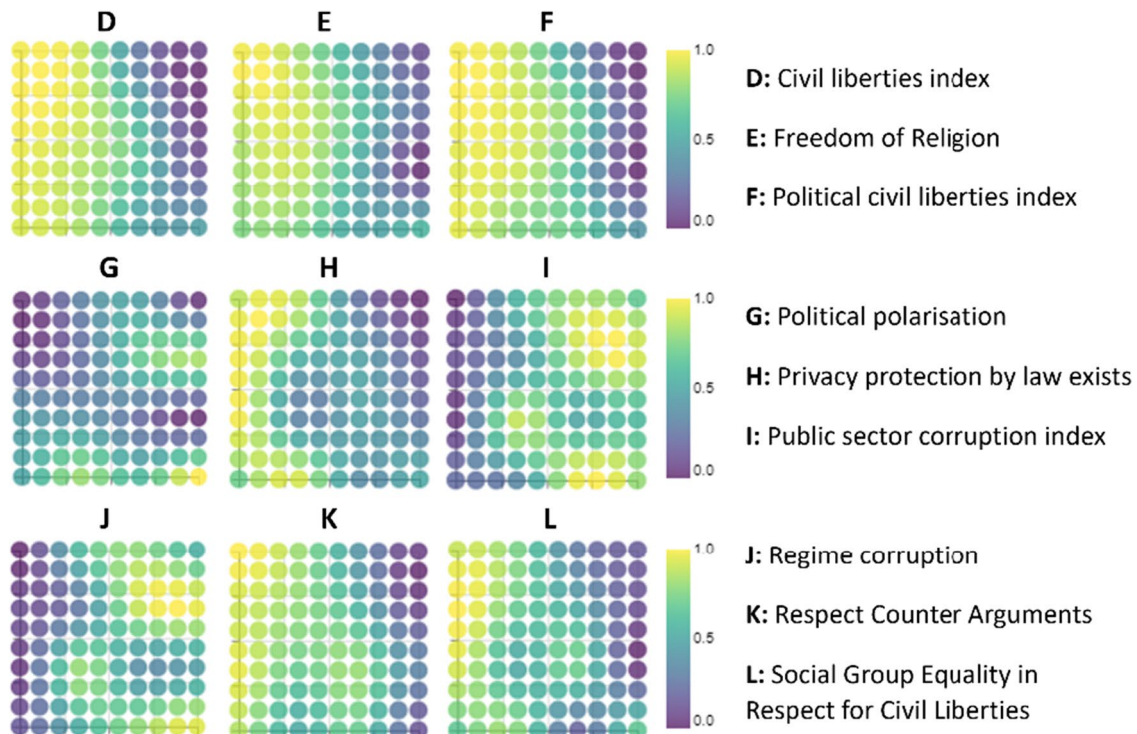 D
E
F
1.0
0.5
0.0
D: Civil liberties index
E: Freedom of Religion
F: Political civil liberties index
G
H
I
1.0
0.5
0.0
G: Political polarisation
H: Privacy protection by law exists
I: Public sector corruption index
J
K
L
1.0
0.5
0.0
J: Regime corruption
K: Respect Counter Arguments
L: Social Group Equality in
Respect for Civil Liberties